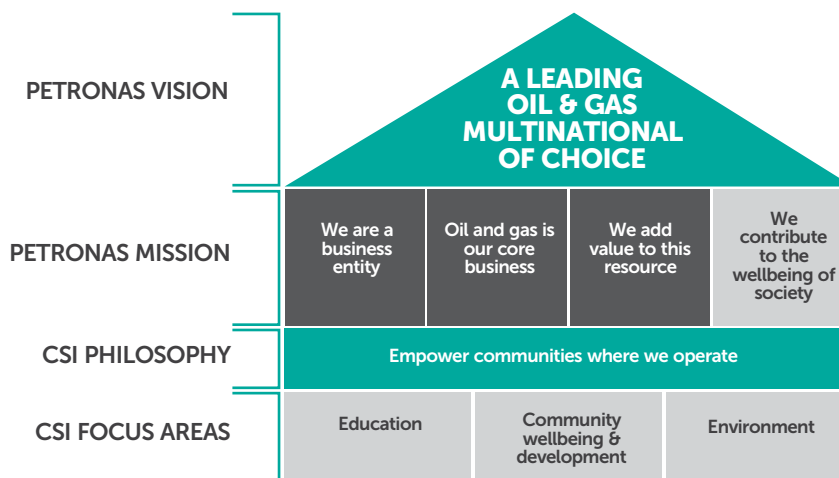 PETRONAS VISION
A LEADING
OIL & GAS
MULTINATIONAL
OF CHOICE
PETRONAS MISSION
We are a
business
entity
Oil and gas is
our core
business
We add
value to this
resource
We
contribute
to the
wellbeing of
society
CSI PHILOSOPHY
Empower communities where we operate
CSI FOCUS AREAS
Education
Community
wellbeing &
development
Environment